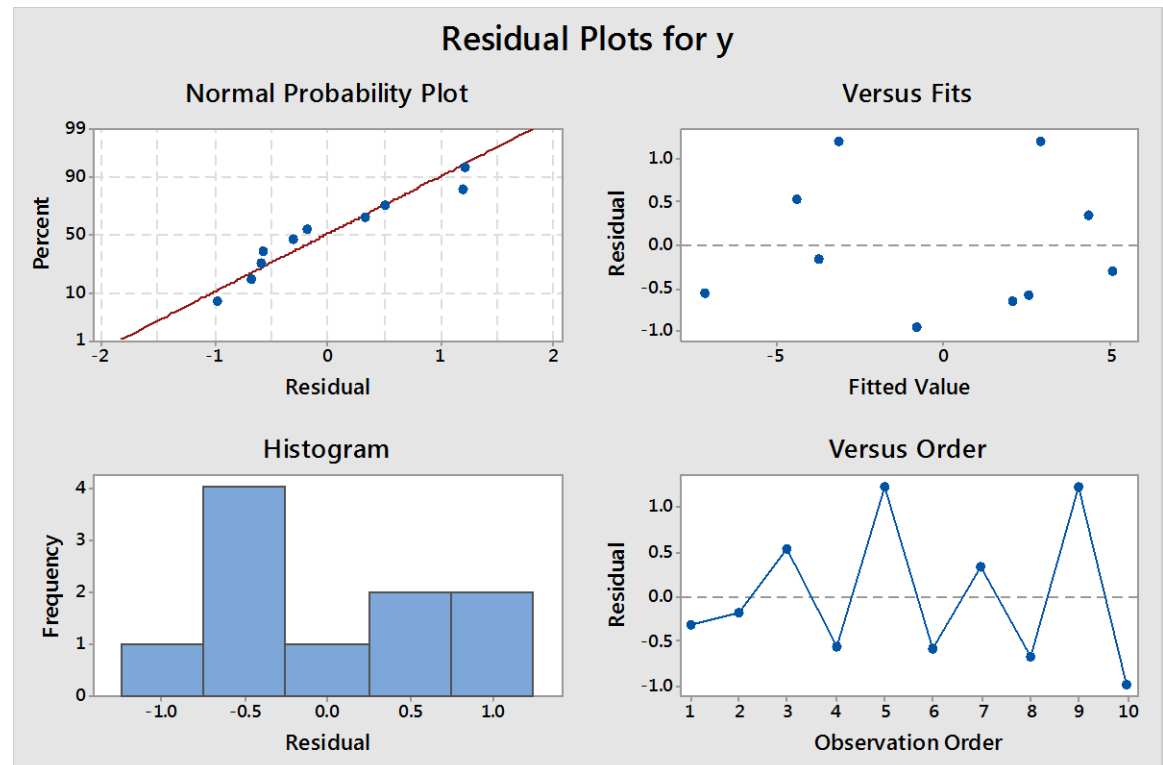 Residual Plots for y
Normal Probability Plot
Percent
99
90
50
10
1
-2 -1 0 1 2
Residual
Versus Fits
Residual
1.0
0.5
0.0
-0.5
-1.0
-5 0 5
Fitted Value
Histogram
Frequency
4
3
2
1
0
-1.0 -0.5 0.0 0.5 1.0
Residual
Versus Order
Residual
1.0
0.5
0.0
-0.5
-1.0
1 2 3 4 5 6 7 8 9 10
Observation Order